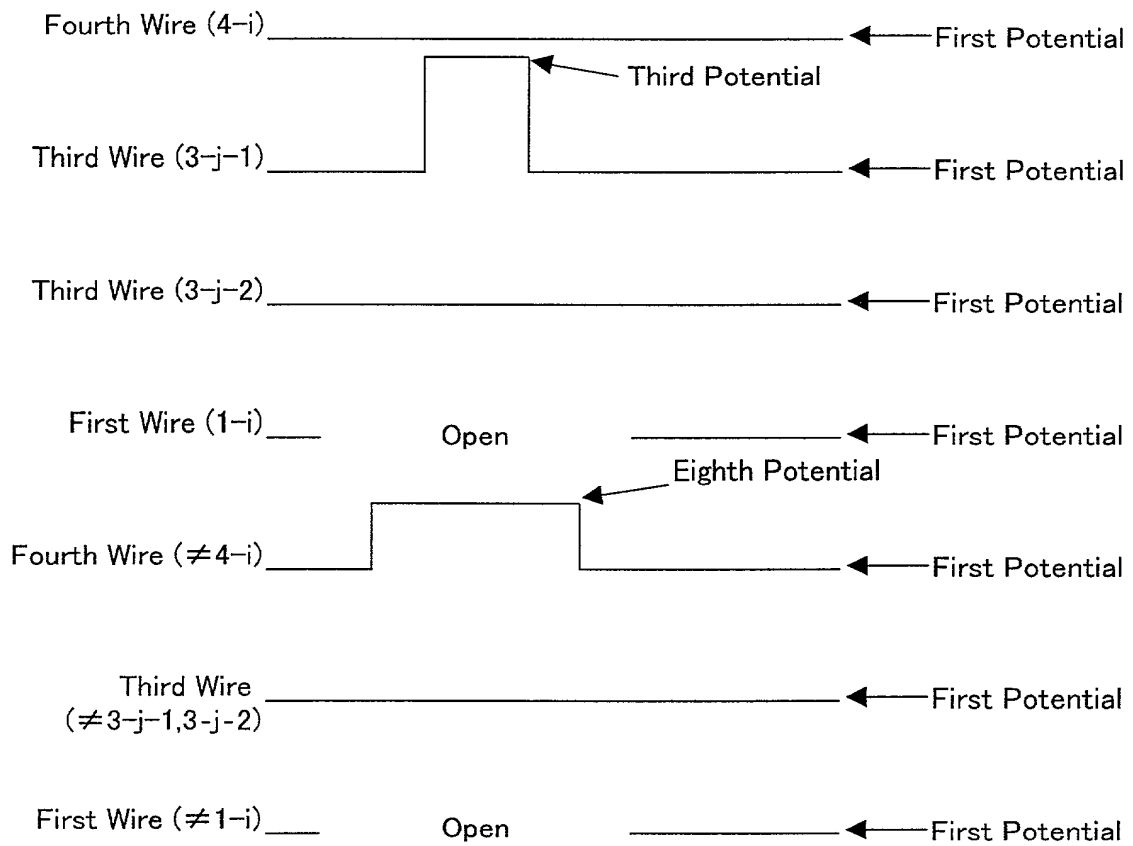 Fourth Wire (4-i) First Potential
Third Potential
Third Wire (3-j-1) First Potential
Third Wire (3-j-2) First Potential
First Wire (1-i) Open First Potential
Eighth Potential
Fourth Wire (≠4-i) First Potential
Third Wire
(≠3-j-1,3-j-2) First Potential
First Wire (≠1-i) Open First Potential